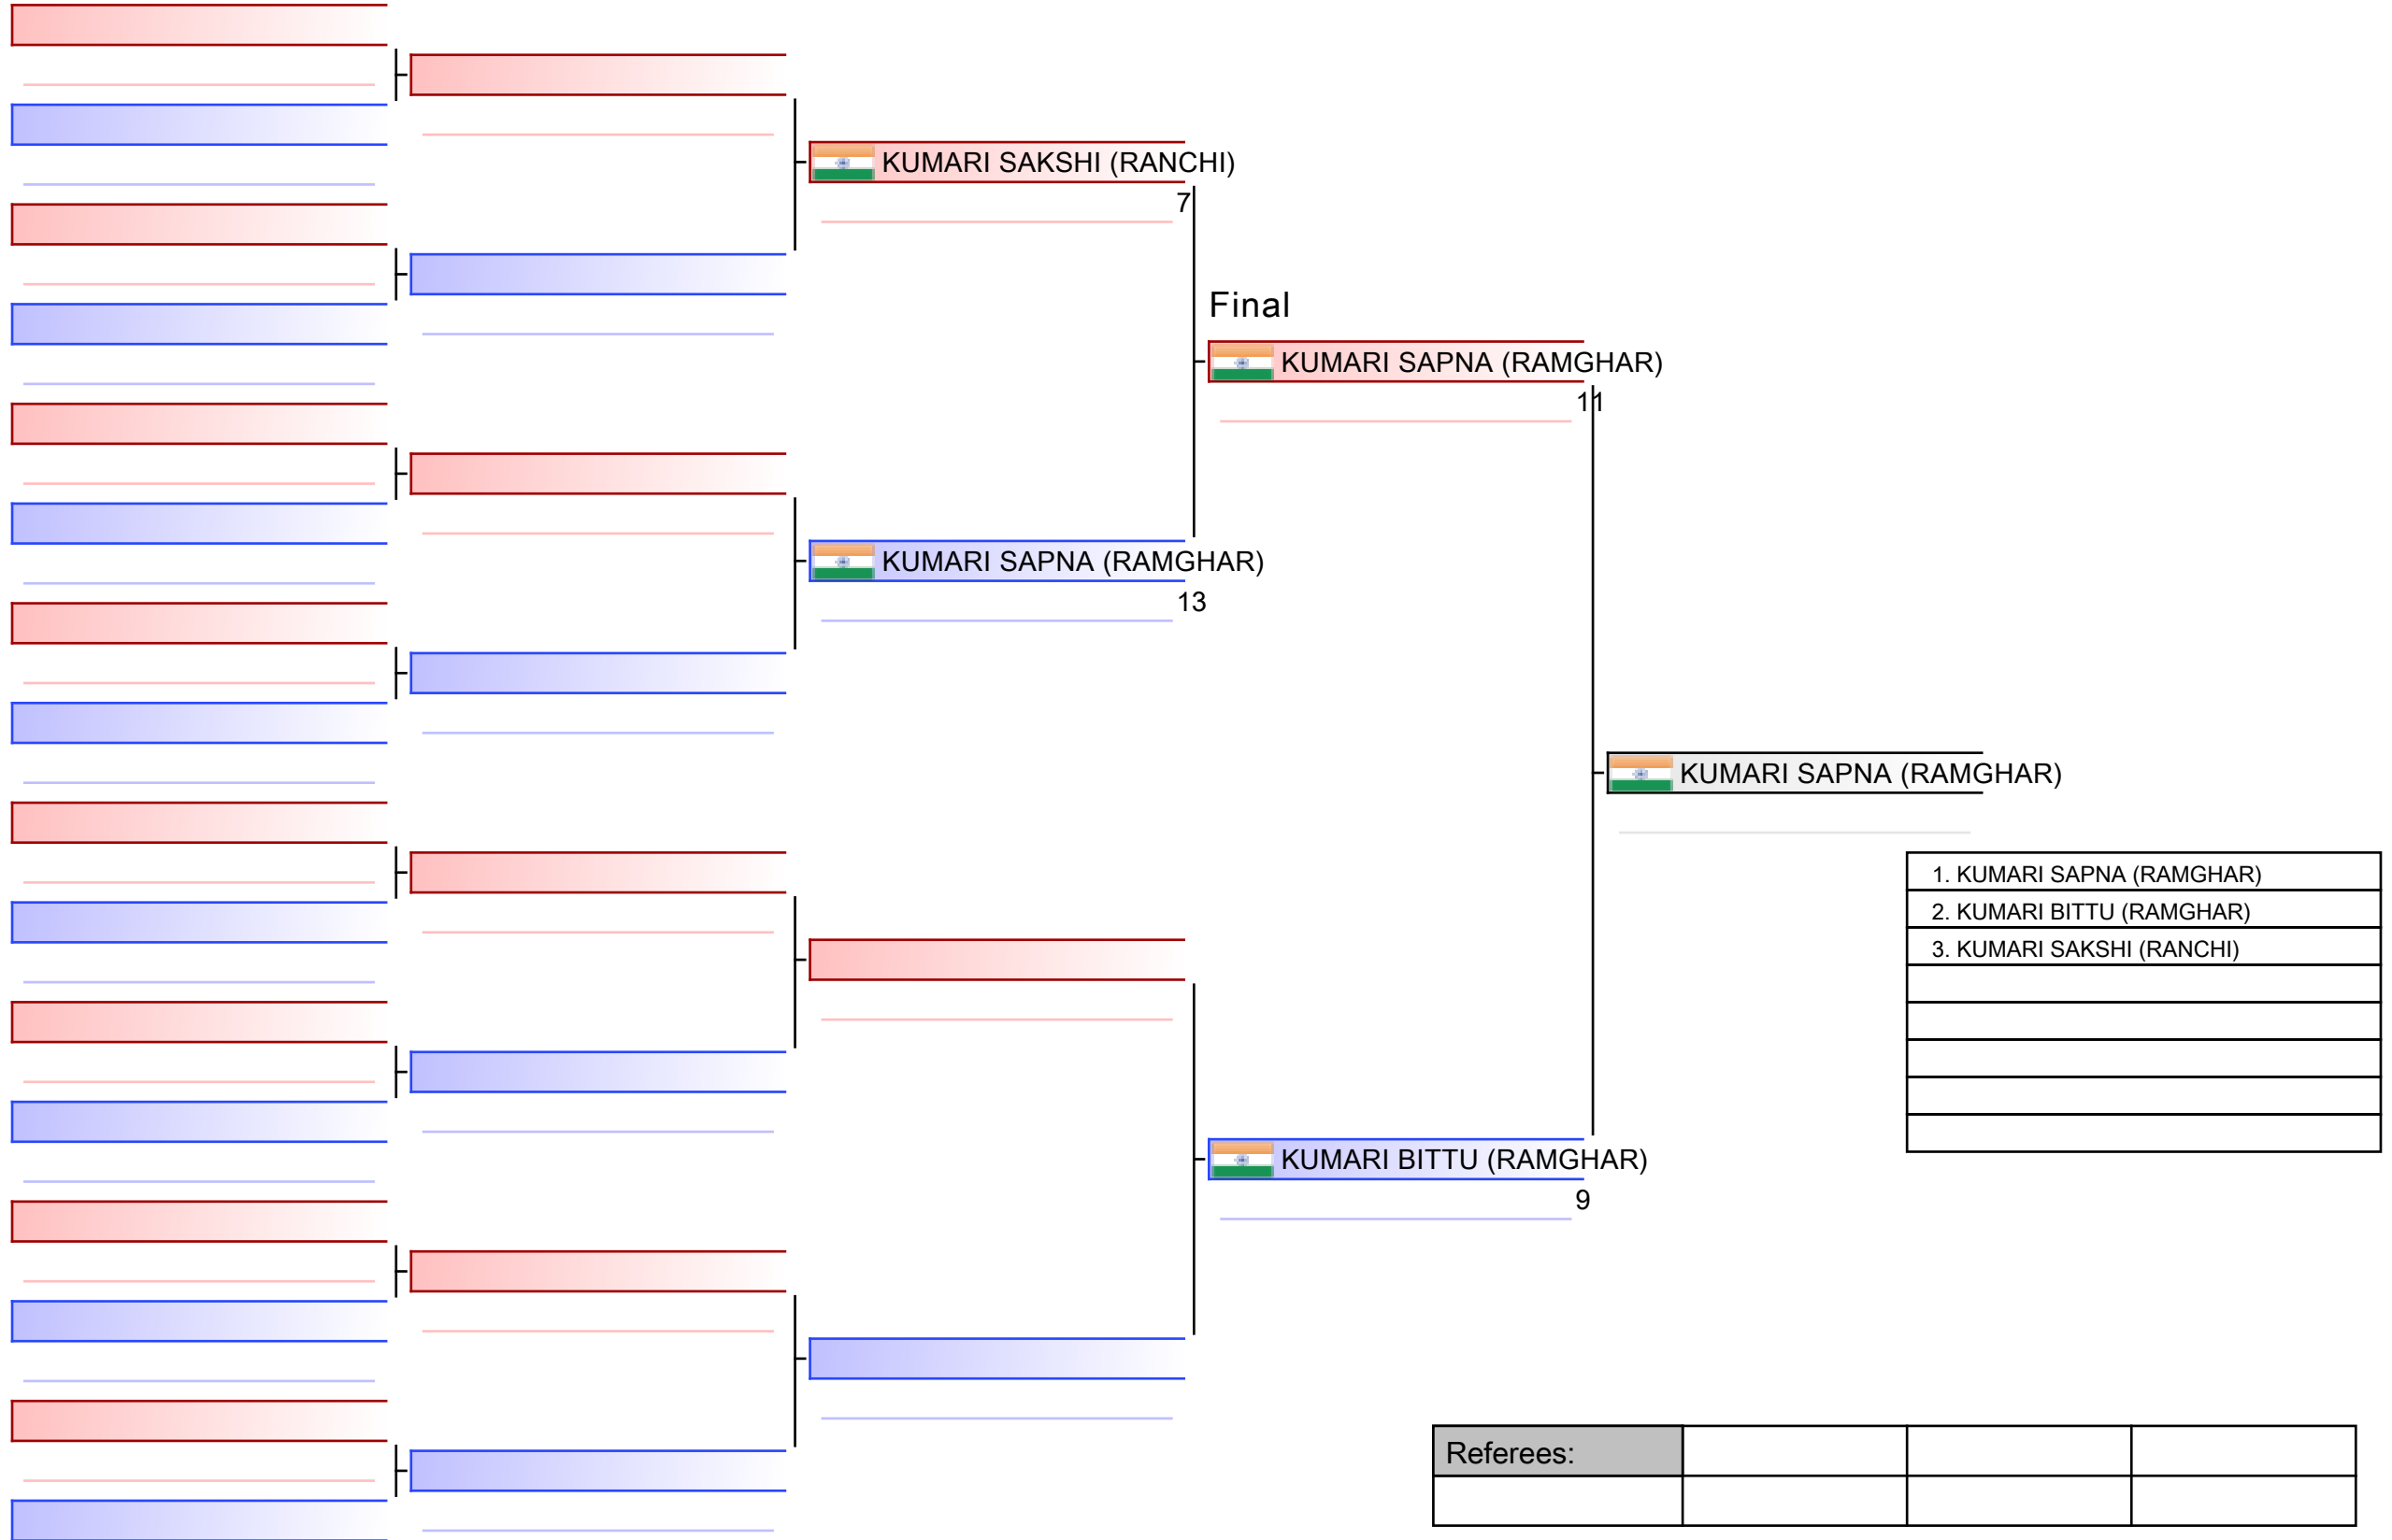 KUMARI SAKSHI (RANCHI)
7
Final
KUMARI SAPNA (RAMGHAR)
11
KUMARI SAPNA (RAMGHAR)
13
KUMARI SAPNA (RAMGHAR)
1. KUMARI SAPNA (RAMGHAR)
2. KUMARI BITTU (RAMGHAR)
3. KUMARI SAKSHI (RANCHI)
KUMARI BITTU (RAMGHAR)
9
Referees: